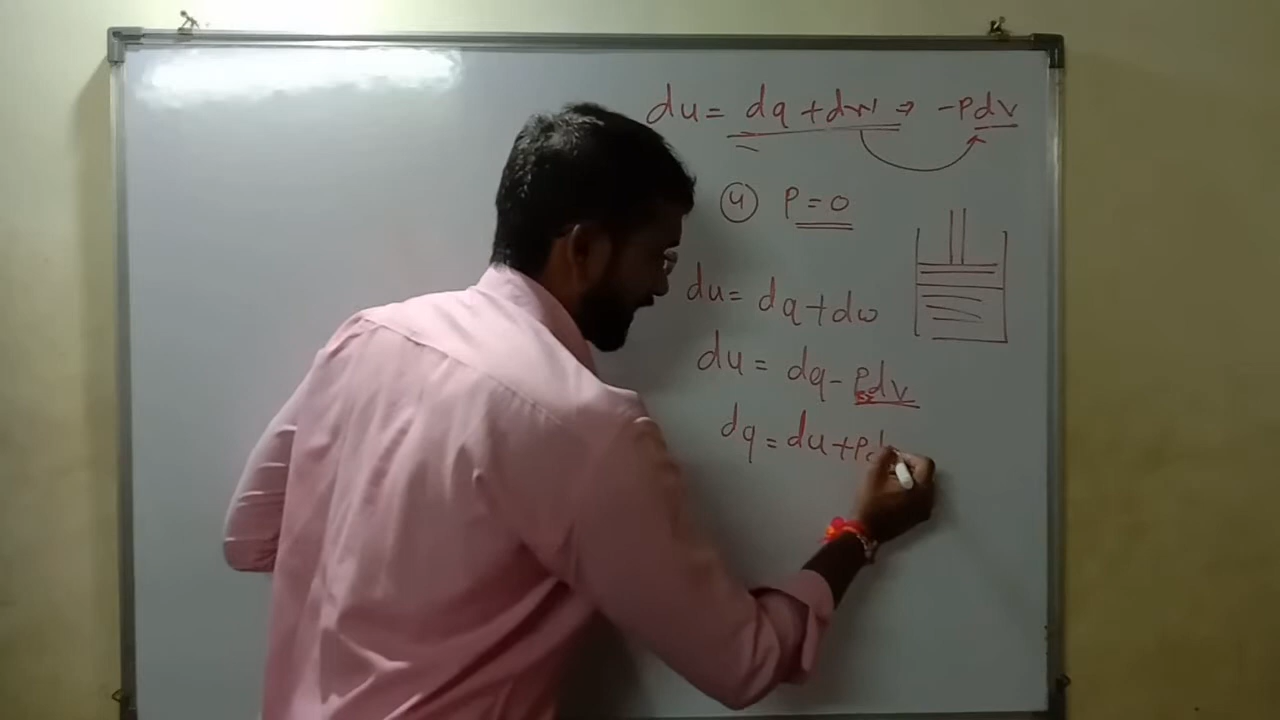 du = dq + dw ⇒ -Pdv
④ P = 0
du = dq + dw
du = dq - Pdv
dq = du + Pd